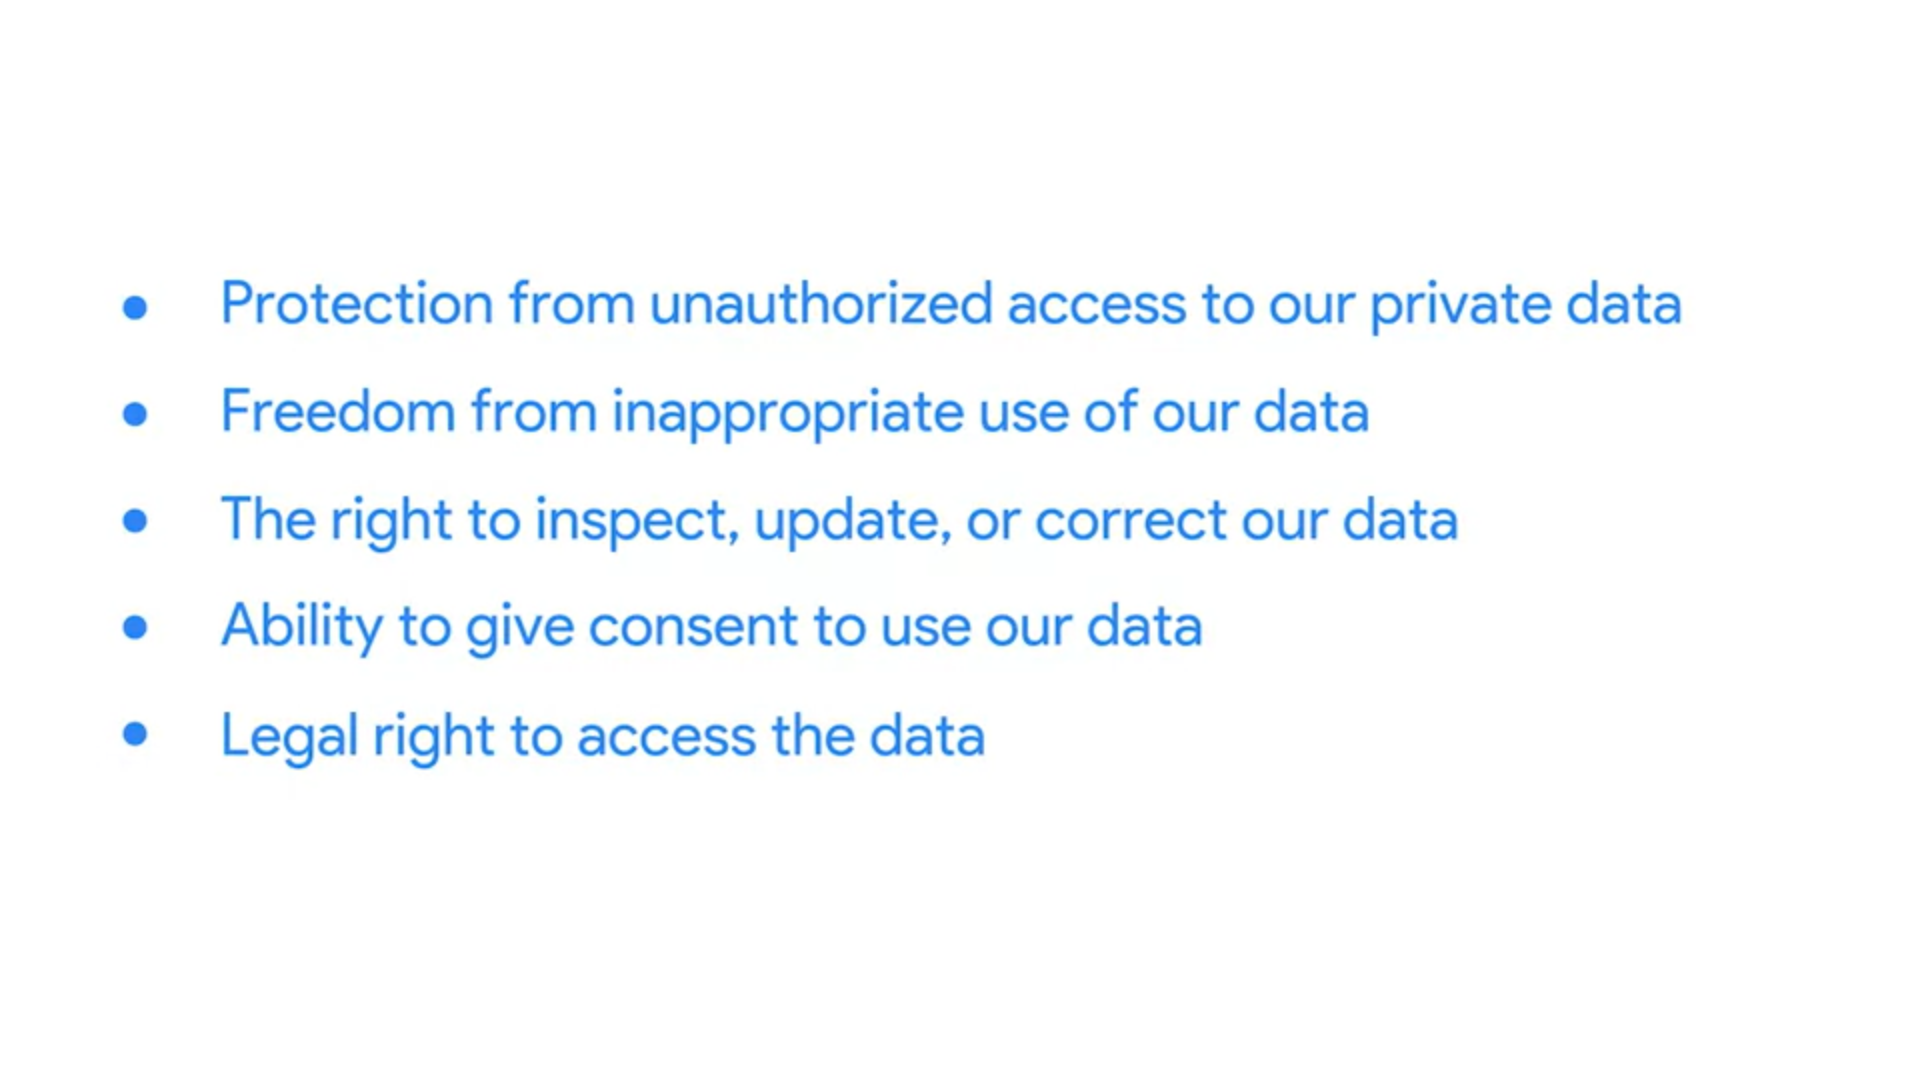 • Protection from unauthorized access to our private data
• Freedom from inappropriate use of our data
• The right to inspect, update, or correct our data
• Ability to give consent to use our data
• Legal right to access the data